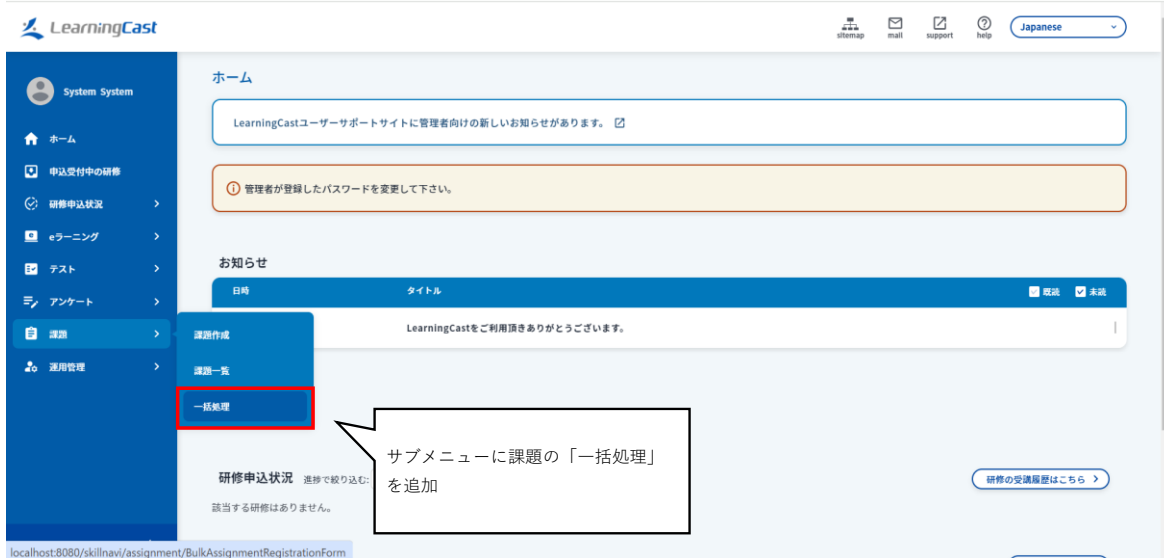 LearningCast
sitemap
mail
support
help
Japanese
System System
ホーム
申込受付中の研修
研修申込状況
eラーニング
テスト
アンケート
課題
運用管理
課題作成
課題一覧
一括処理
ホーム
LearningCastユーザーサポートサイトに管理者向けの新しいお知らせがあります。
管理者が登録したパスワードを変更して下さい。
お知らせ
日時 タイトル 既読 未読
LearningCastをご利用頂きありがとうございます。
サブメニューに課題の「一括処理」
を追加
研修申込状況 進捗で絞り込む:
研修の受講履歴はこちら
該当する研修はありません。
localhost:8080/skillnavi/assignment/BulkAssignmentRegistrationForm